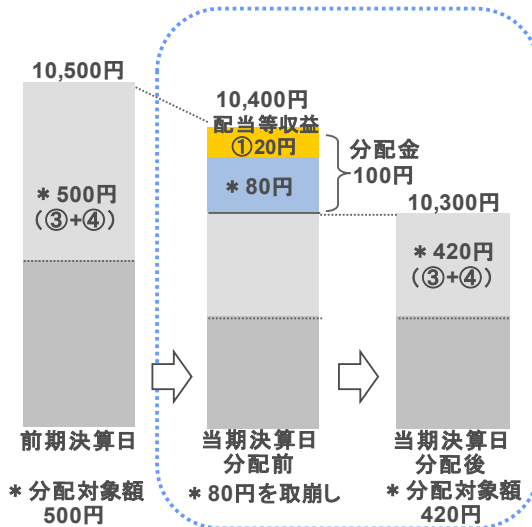 10,500円
＊500円
（③+④）
前期決算日
＊分配対象額
500円
10,400円
配当等収益
①20円
＊80円
分配金
100円
当期決算日
分配前
＊80円を取崩し
10,300円
＊420円
（③+④）
当期決算日
分配後
＊分配対象額
420円